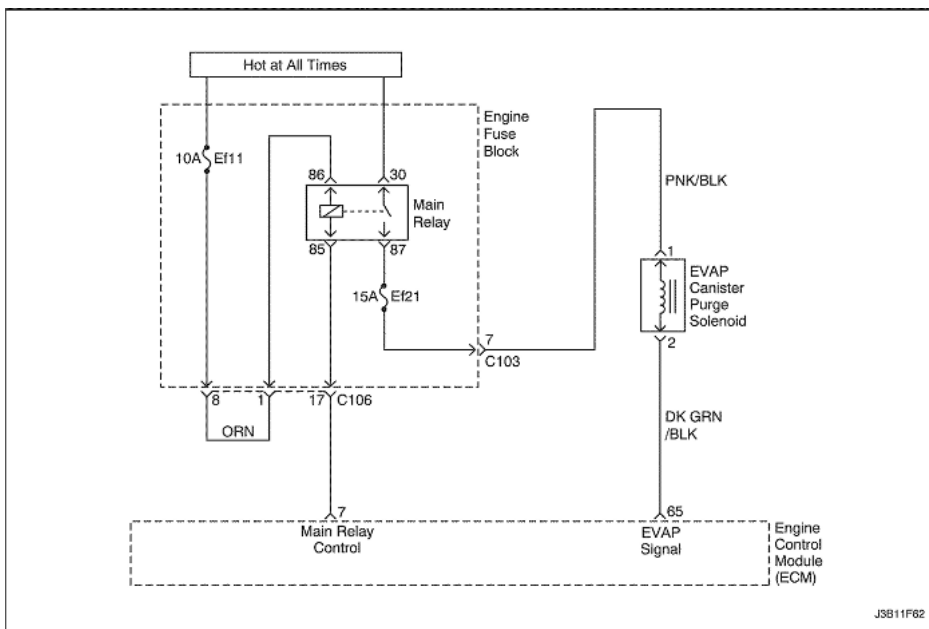 Hot at All Times
Engine
Fuse
Block
10A Ef11
86
30
Main
Relay
85
87
15A Ef21
7
C103
PNK/BLK
1
EVAP
Canister
Purge
Solenoid
2
8
1
17 C106
ORN
DK GRN
/BLK
7
65
Main Relay
Control
EVAP
Signal
Engine
Control
Module
(ECM)
J3B11F62